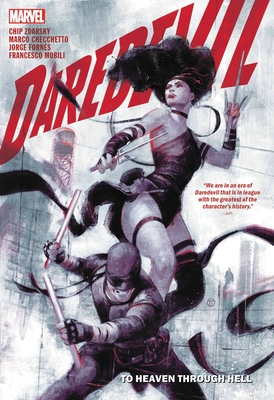 MARVEL
CHIP ZDARSKY
MARCO CHECCHETTO
JORGE FORNÉS
FRANCESCO MOBILI
DAREDEVIL
"We are in an era of
Daredevil that is in league
with the greatest of the
character's history."
TO HEAVEN THROUGH HELL